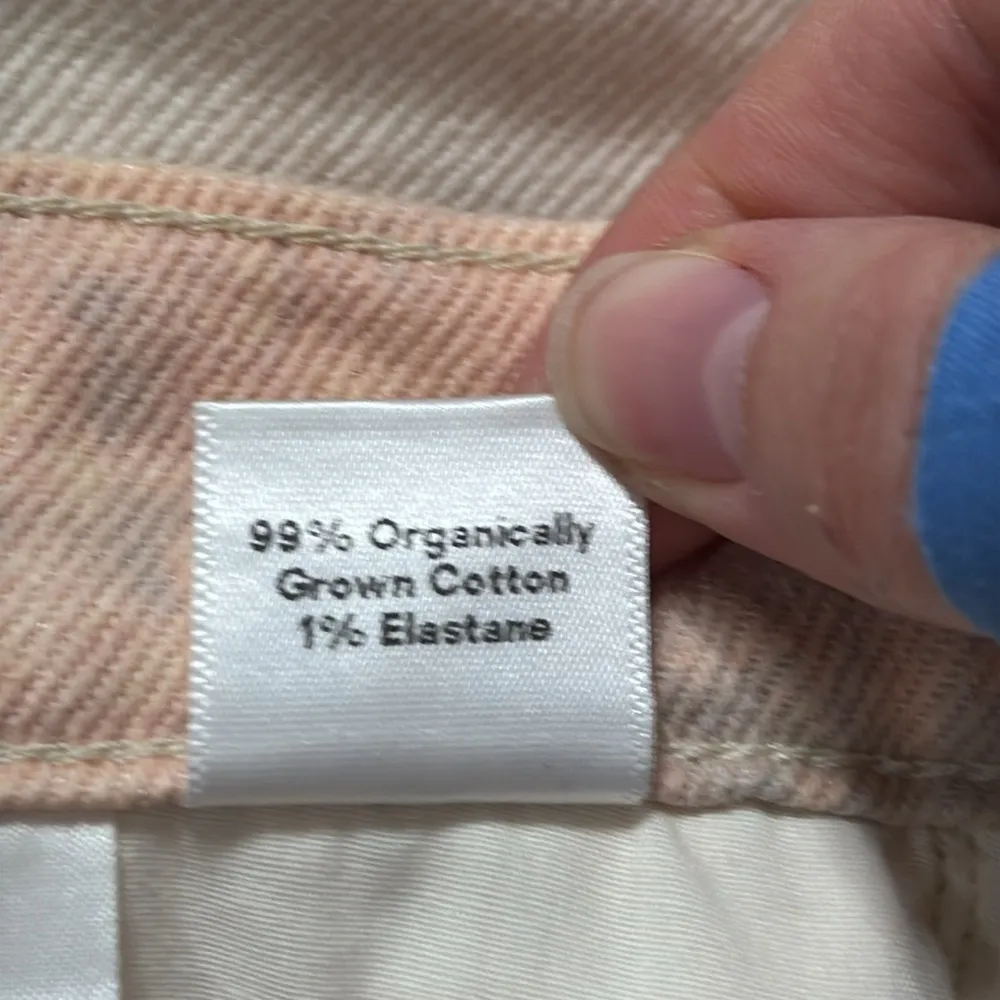 99% Organically
Grown Cotton
1% Elastane